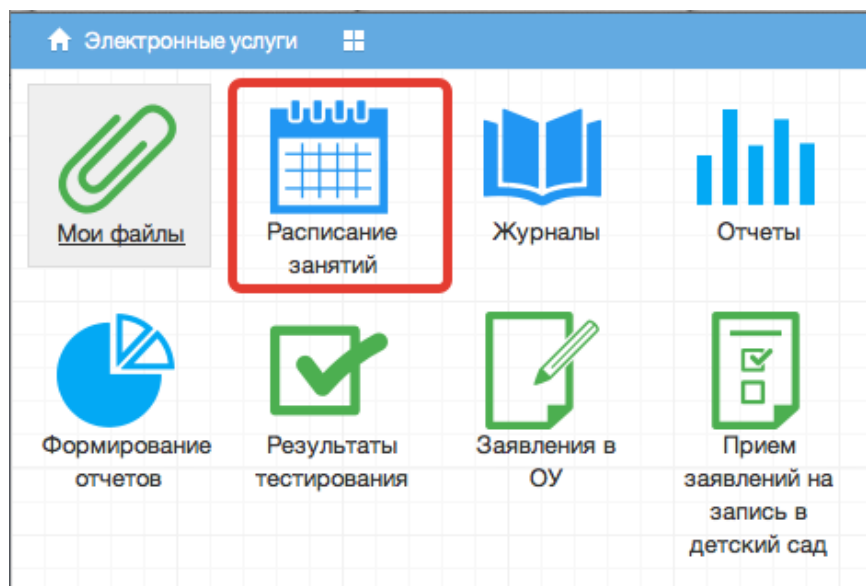 Электронные услуги
Мои файлы
Расписание
занятий
Журналы
Отчеты
Формирование
отчетов
Результаты
тестирования
Заявления в
ОУ
Прием
заявлений на
запись в
детский сад